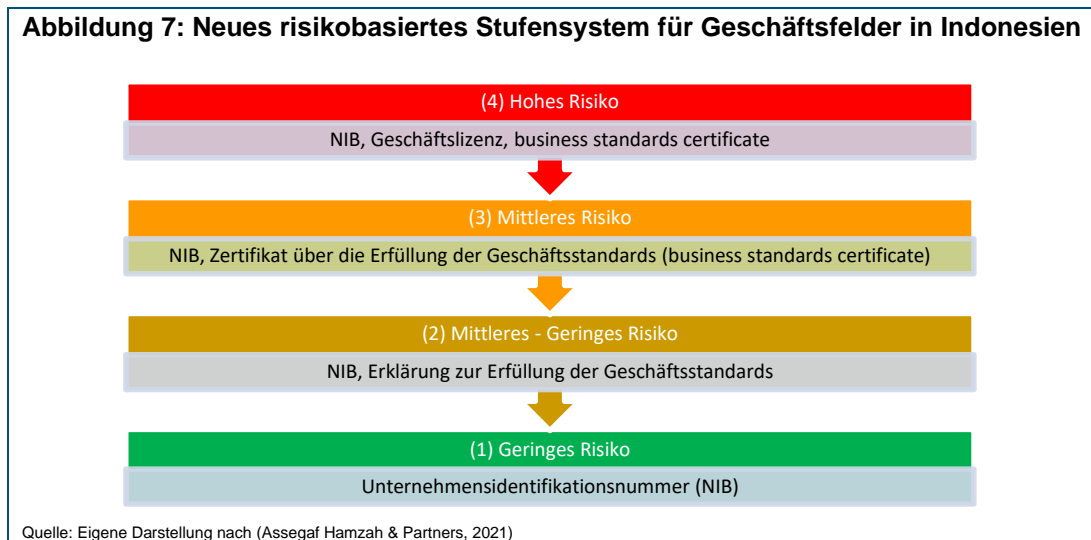 Abbildung 7: Neues risikobasiertes Stufensystem für Geschäftsfelder in Indonesien
(4) Hohes Risiko
NIB, Geschäftslizenz, business standards certificate
(3) Mittleres Risiko
NIB, Zertifikat über die Erfüllung der Geschäftsstandards (business standards certificate)
(2) Mittleres - Geringes Risiko
NIB, Erklärung zur Erfüllung der Geschäftsstandards
(1) Geringes Risiko
Unternehmensidentifikationsnummer (NIB)
Quelle: Eigene Darstellung nach (Assegaf Hamzah & Partners, 2021)